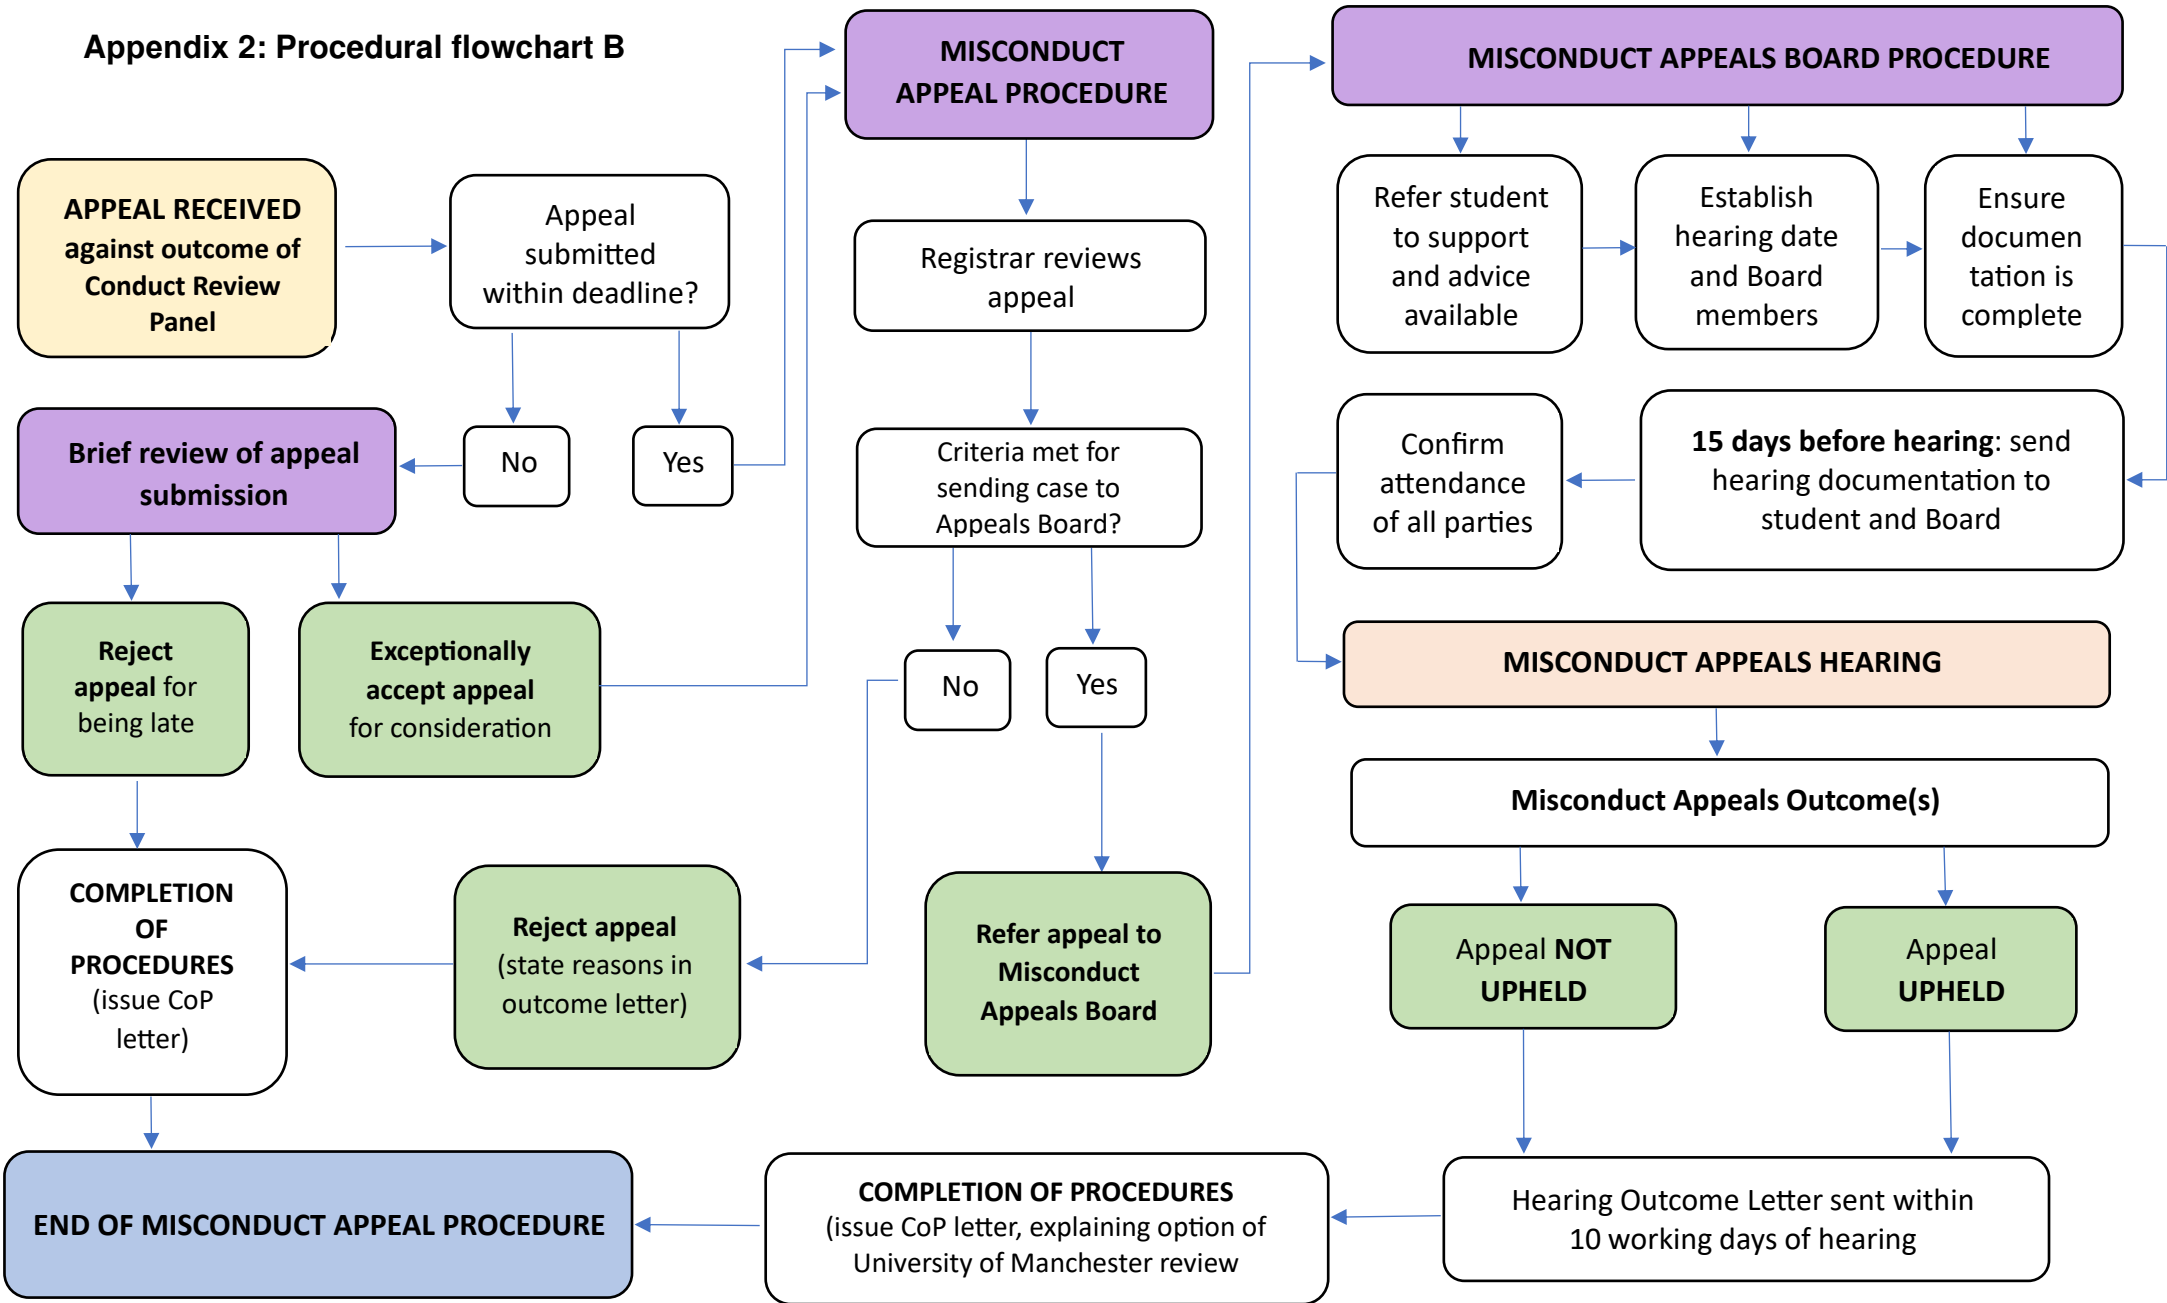 Appendix 2: Procedural flowchart B
APPEAL RECEIVED
against outcome of
Conduct Review
Panel
Appeal
submitted
within deadline?
No
Yes
Brief review of appeal
submission
Reject
appeal for
being late
Exceptionally
accept appeal
for consideration
MISCONDUCT
APPEAL PROCEDURE
Registrar reviews
appeal
Criteria met for
sending case to
Appeals Board?
No
Yes
Reject appeal
(state reasons in
outcome letter)
COMPLETION
OF
PROCEDURES
(issue CoP
letter)
Refer appeal to
Misconduct
Appeals Board
MISCONDUCT APPEALS BOARD PROCEDURE
Refer student
to support
and advice
available
Establish
hearing date
and Board
members
Ensure
documen
tation is
complete
15 days before hearing: send
hearing documentation to
student and Board
Confirm
attendance
of all parties
MISCONDUCT APPEALS HEARING
Misconduct Appeals Outcome(s)
Appeal NOT
UPHELD
Appeal
UPHELD
Hearing Outcome Letter sent within
10 working days of hearing
COMPLETION OF PROCEDURES
(issue CoP letter, explaining option of
University of Manchester review
END OF MISCONDUCT APPEAL PROCEDURE